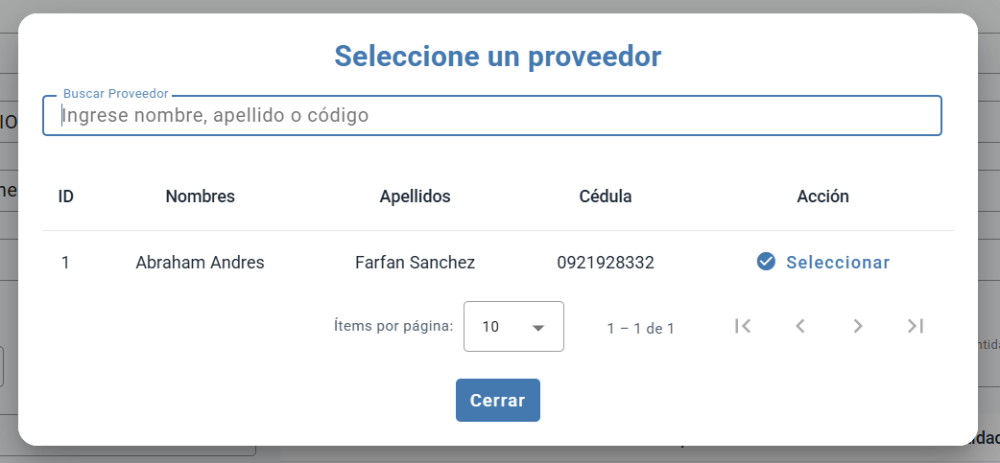 Seleccione un proveedor
Buscar Proveedor
Ingrese nombre, apellido o código
ID Nombres Apellidos Cédula Acción
1 Abraham Andres Farfan Sanchez 0921928332 Seleccionar
Ítems por página: 10 1 – 1 de 1
Cerrar